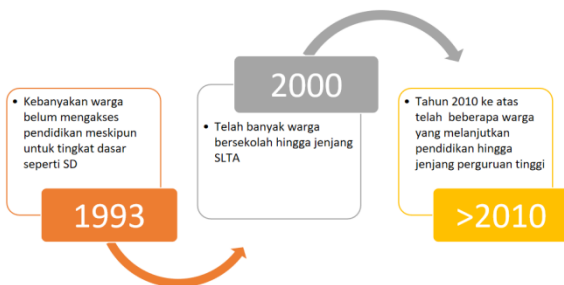 • Kebanyakan warga
belum mengakses
pendidikan meskipun
untuk tingkat dasar
seperti SD
1993
2000
• Telah banyak warga
bersekolah hingga jenjang
SLTA
• Tahun 2010 ke atas
telah beberapa warga
yang melanjutkan
pendidikan hingga
jenjang perguruan tinggi
>2010